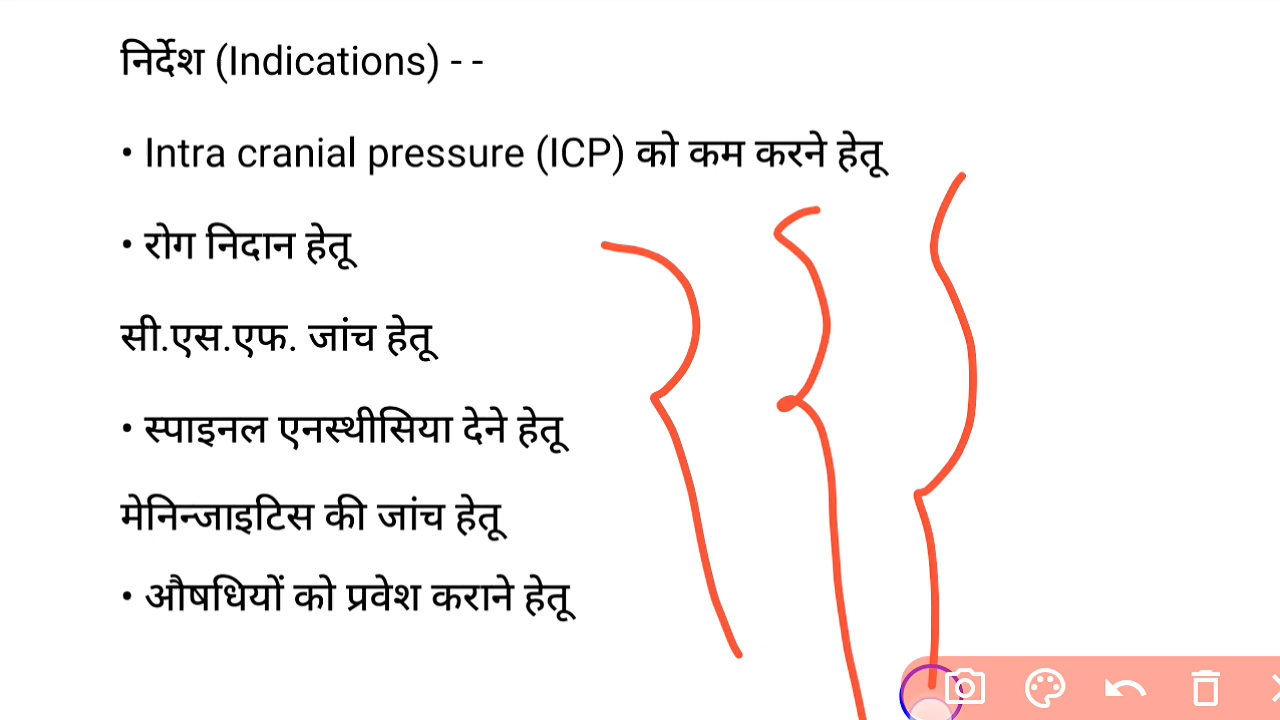 निर्देश (Indications) - -
• Intra cranial pressure (ICP) को कम करने हेतू
• रोग निदान हेतू
सी.एस.एफ. जांच हेतू
• स्पाइनल एनस्थीसिया देने हेतू
मेनिन्जाइटिस की जांच हेतू
• औषधियों को प्रवेश कराने हेतू